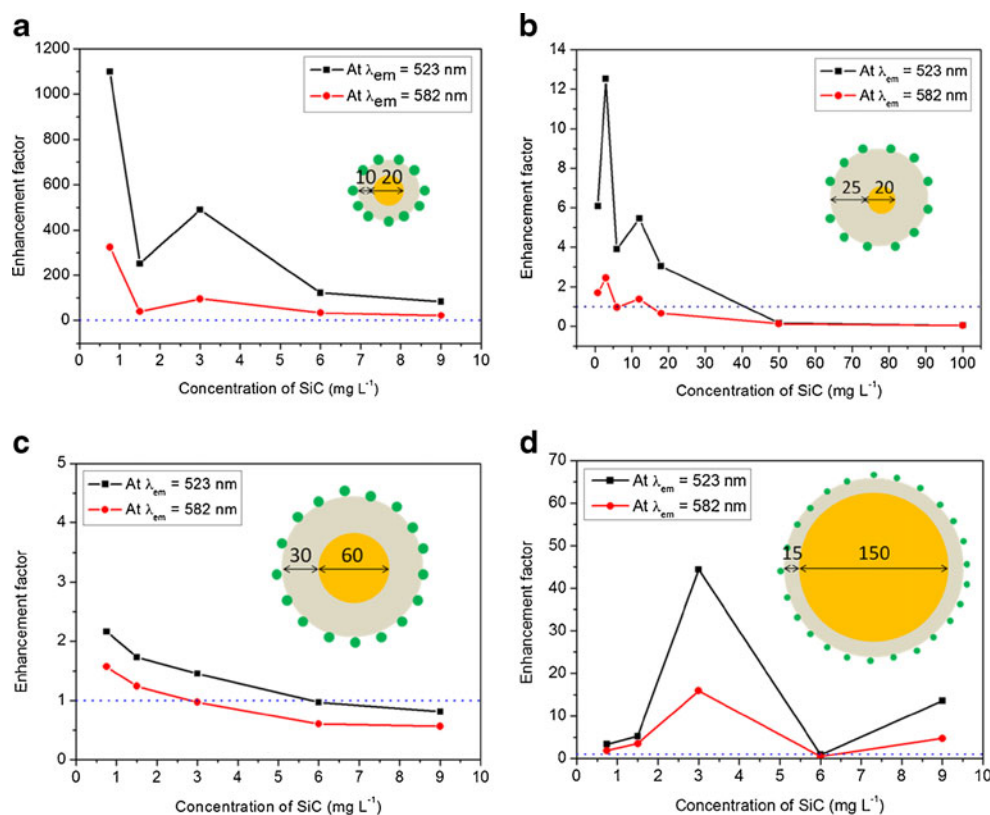 a
1200
1000
800
600
400
200
0
Enhancement factor
At λem = 523 nm
At λem = 582 nm
10 20
0 1 2 3 4 5 6 7 8 9 10
Concentration of SiC (mg L⁻¹)
b
14
12
10
8
6
4
2
0
Enhancement factor
At λem = 523 nm
At λem = 582 nm
25 20
0 10 20 30 40 50 60 70 80 90 100
Concentration of SiC (mg L⁻¹)
c
5
4
3
2
1
0
Enhancement factor
At λem = 523 nm
At λem = 582 nm
30 60
0 1 2 3 4 5 6 7 8 9 10
Concentration of SiC (mg L⁻¹)
d
70
60
50
40
30
20
10
0
Enhancement factor
At λem = 523 nm
At λem = 582 nm
15 150
0 1 2 3 4 5 6 7 8 9 10
Concentration of SiC (mg L⁻¹)